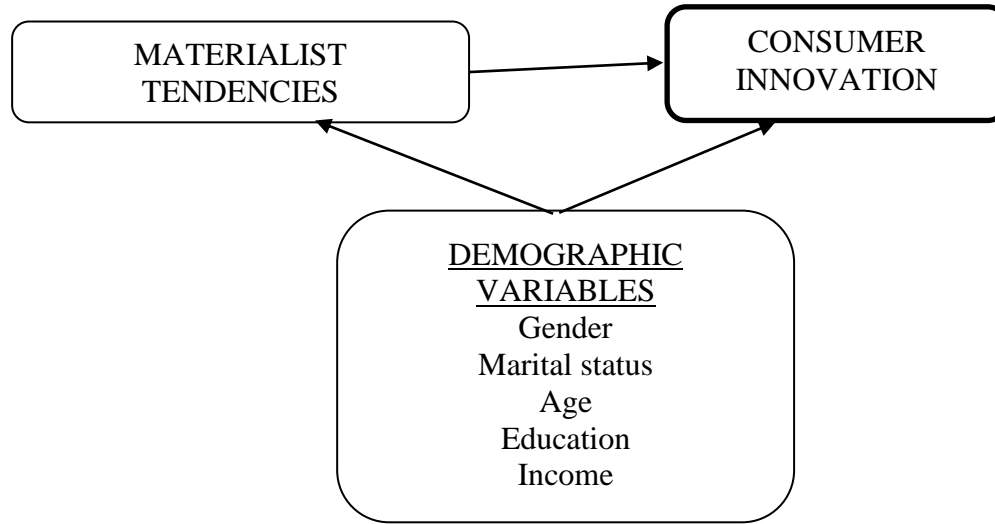 MATERIALIST
TENDENCIES
CONSUMER
INNOVATION
DEMOGRAPHIC
VARIABLES
Gender
Marital status
Age
Education
Income